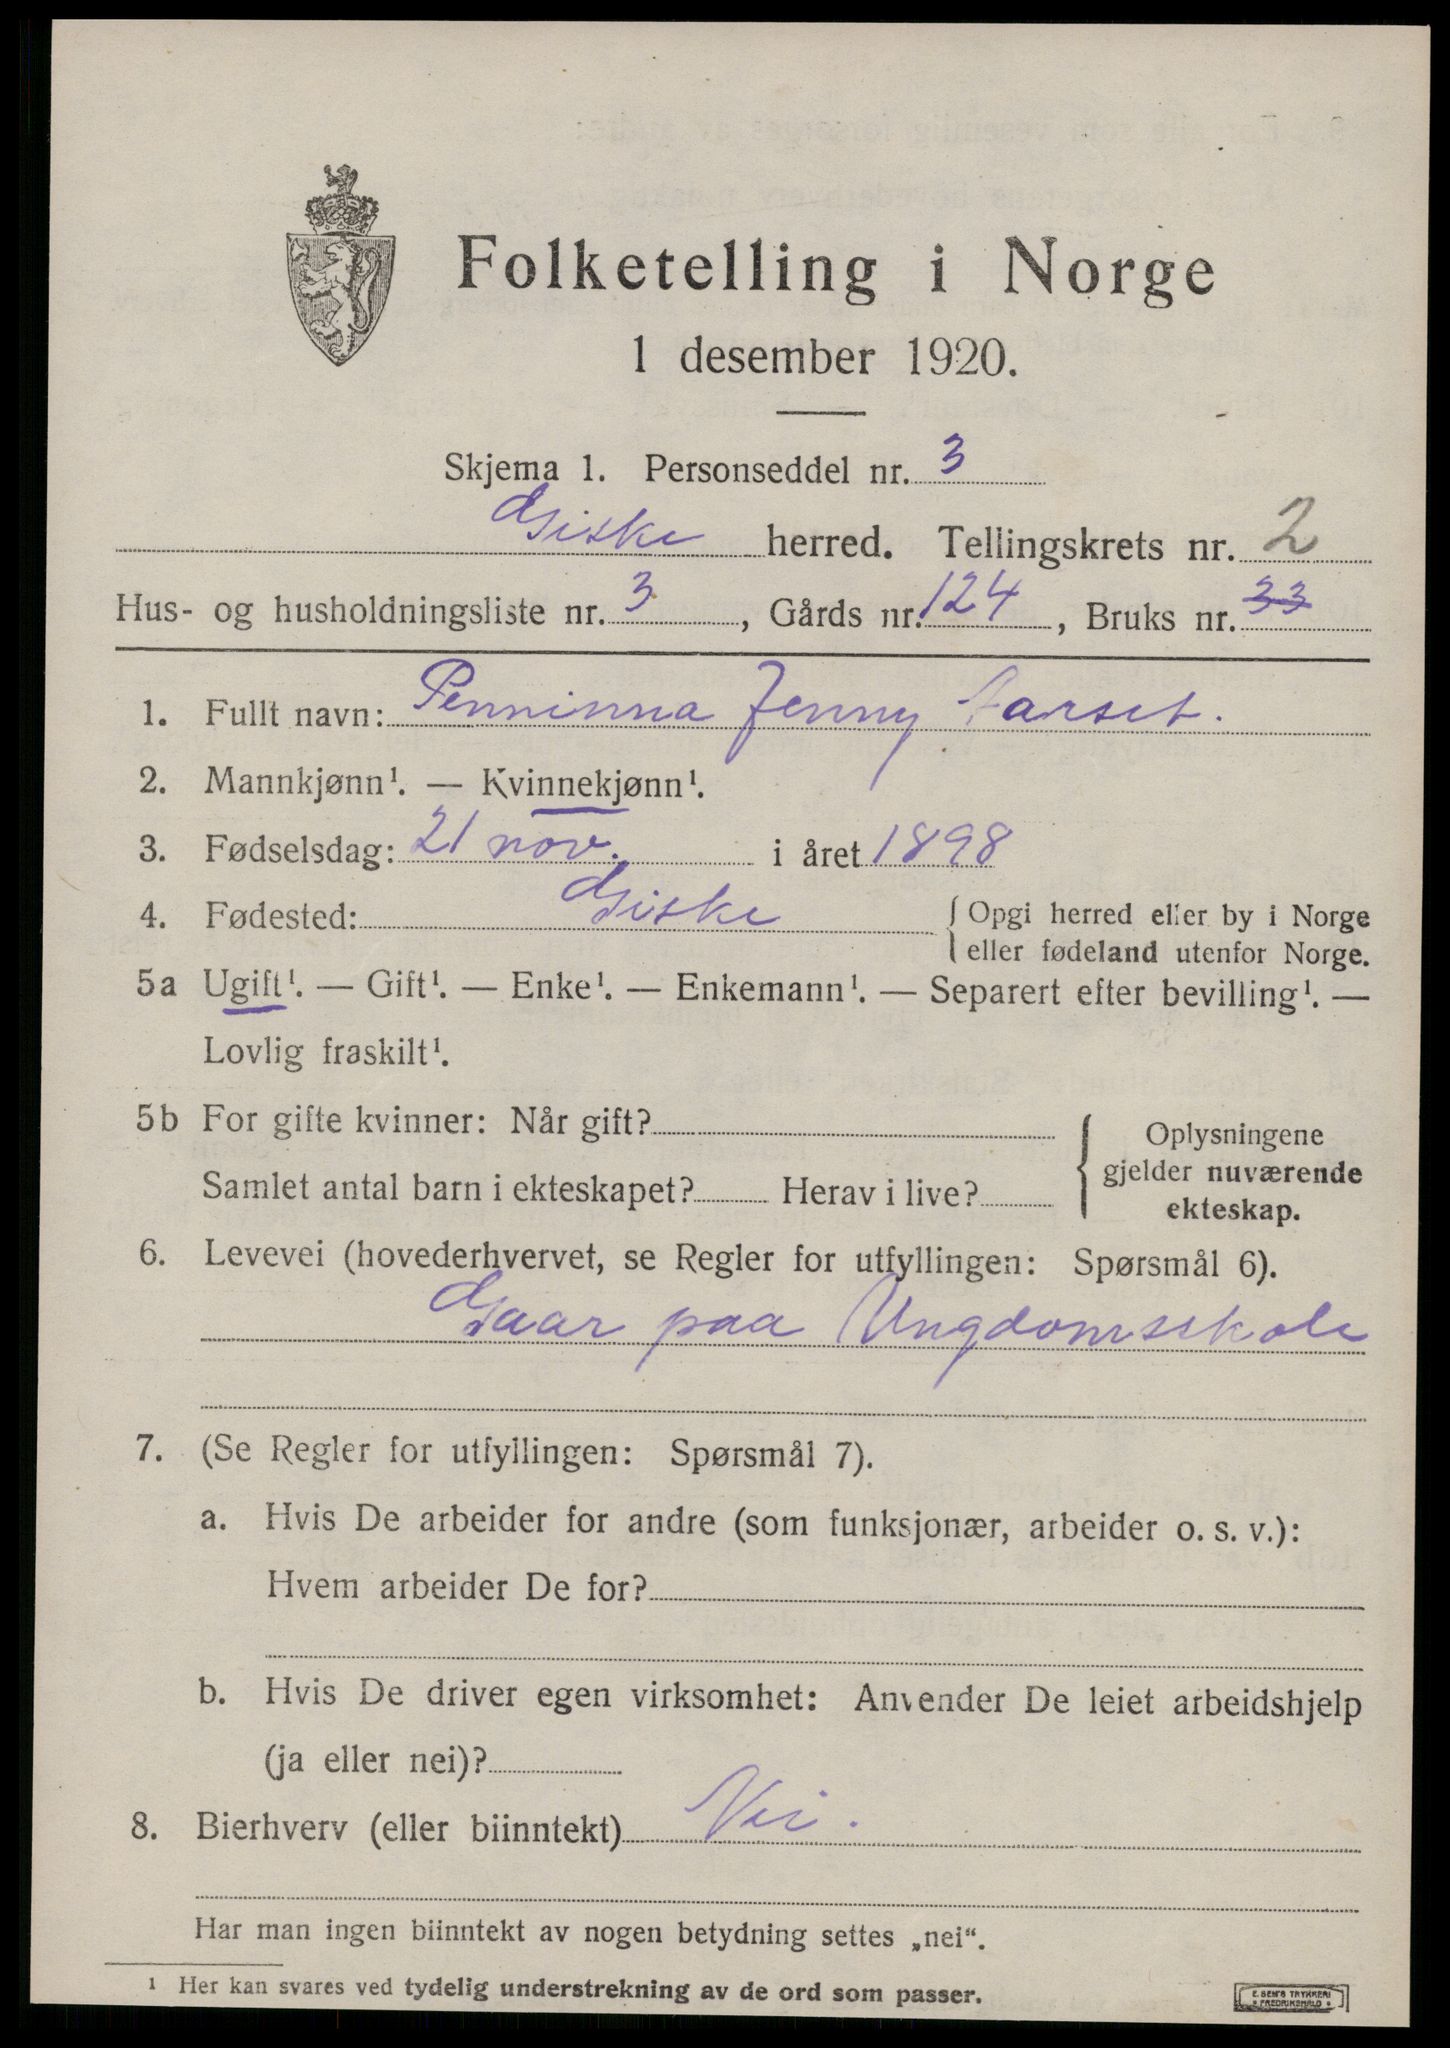 Folketelling i Norge
1 desember 1920.
Skjema 1. Personseddel nr. 3
Giske herred. Tellingskrets nr. 2
Hus- og husholdningsliste nr. 3, Gårds nr. 124, Bruks nr. 33
1. Fullt navn: Penninna Jenny Aarset.
2. Mannkjønn¹. — Kvinnekjønn¹.
3. Fødselsdag: 21 nov. i året 1898
4. Fødested: Giske { Opgi herred eller by i Norge
eller fødeland utenfor Norge.
5a Ugift¹. — Gift¹. — Enke¹. — Enkemann¹. — Separert efter bevilling¹. —
Lovlig fraskilt¹.
5b For gifte kvinner: Når gift?
Samlet antal barn i ekteskapet? Herav i live?
{ Oplysningene
gjelder nuværende
ekteskap.
6. Levevei (hovederhvervet, se Regler for utfyllingen: Spørsmål 6).
Gaar paa Ungdomsskole
7. (Se Regler for utfyllingen: Spørsmål 7).
a. Hvis De arbeider for andre (som funksjonær, arbeider o. s. v.):
Hvem arbeider De for?
b. Hvis De driver egen virksomhet: Anvender De leiet arbeidshjelp
(ja eller nei)?
8. Bierhverv (eller biinntekt) Nei.
Har man ingen biinntekt av nogen betydning settes „nei“.
¹ Her kan svares ved tydelig understrekning av de ord som passer.
E. SEM'S TRYKKERI
FREDRIKSHALD